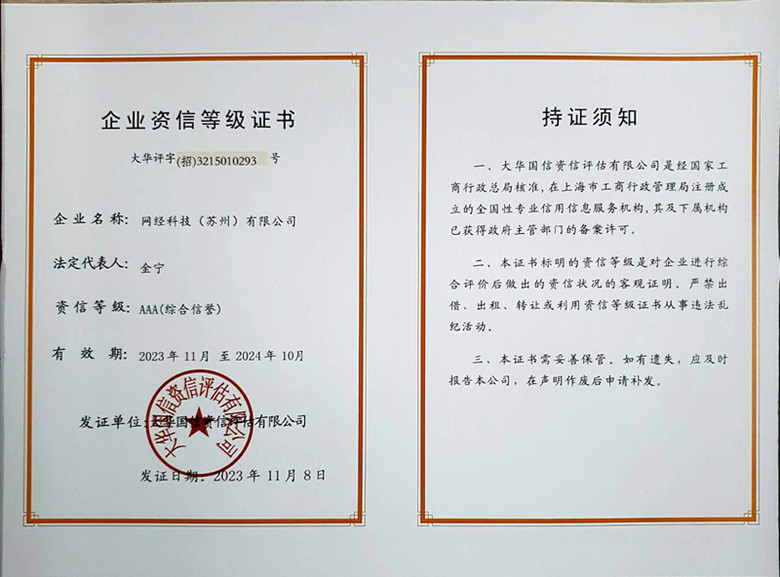 企业资信等级证书
大华评字(招)3215010293 号
企业名称: 网经科技（苏州）有限公司
法定代表人: 金宁
资信等级: AAA(综合信誉)
有效期: 2023年11月 至 2024年10月
大华国信资信评估有限公司
发证单位:大华国信资信评估有限公司
发证日期: 2023年11月8日
持证须知
一、大华国信资信评估有限公司是经国家工
商行政总局核准,在上海市工商行政管理局注册成
立的全国性专业信用信息服务机构,其及下属机构
已获得政府主管部门的备案许可。
二、本证书标明的资信等级是对企业进行综
合评价后做出的资信状况的客观证明。严禁出
借、出租、转让或利用资信等级证书从事违法乱
纪活动。
三、本证书需妥善保管。如有遗失，应及时
报告本公司，在声明作废后申请补发。